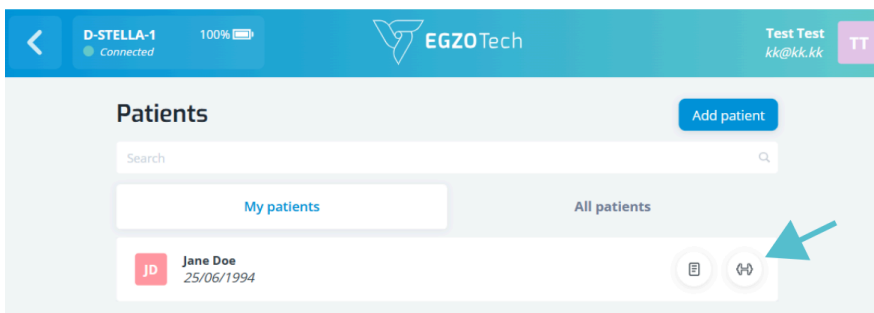 D-STELLA-1 100%
Connected
EGZOTech
Test Test
kk@kk.kk
TT
Patients
Add patient
Search
My patients
All patients
JD
Jane Doe
25/06/1994